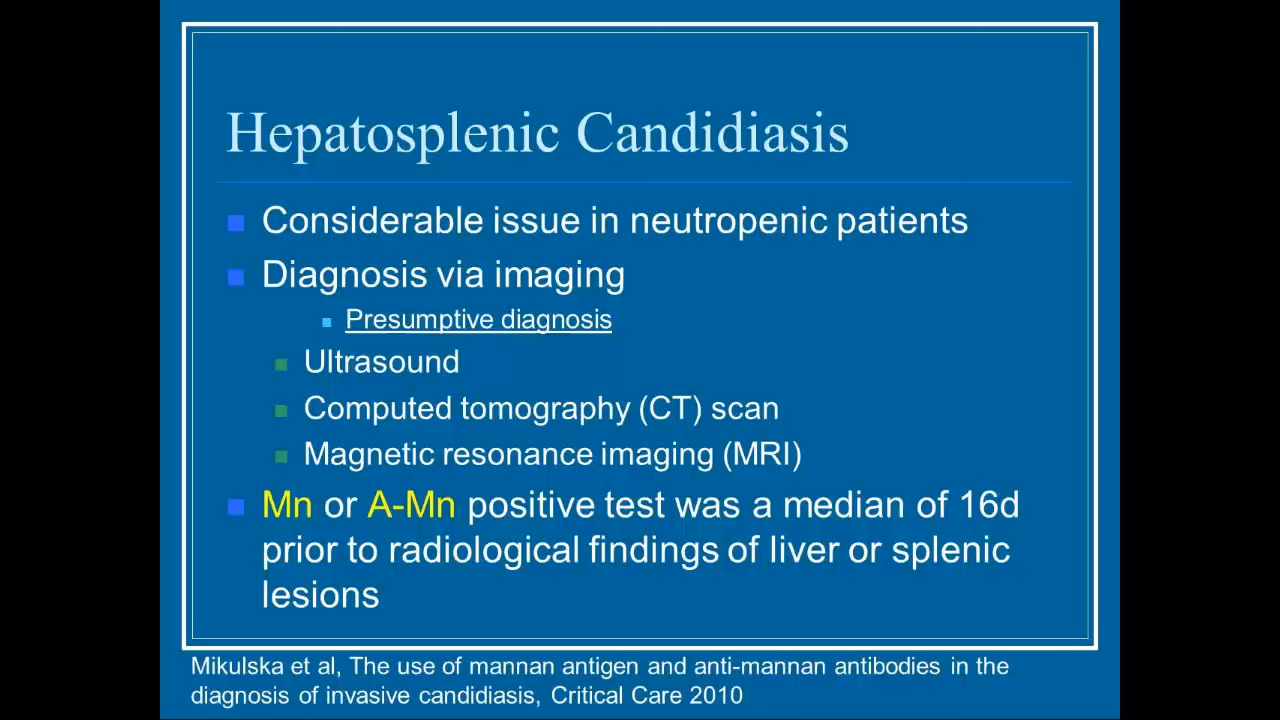 Hepatosplenic Candidiasis
Considerable issue in neutropenic patients
Diagnosis via imaging
Presumptive diagnosis
Ultrasound
Computed tomography (CT) scan
Magnetic resonance imaging (MRI)
Mn or A-Mn positive test was a median of 16d
prior to radiological findings of liver or splenic
lesions
Mikulska et al, The use of mannan antigen and anti-mannan antibodies in the
diagnosis of invasive candidiasis, Critical Care 2010